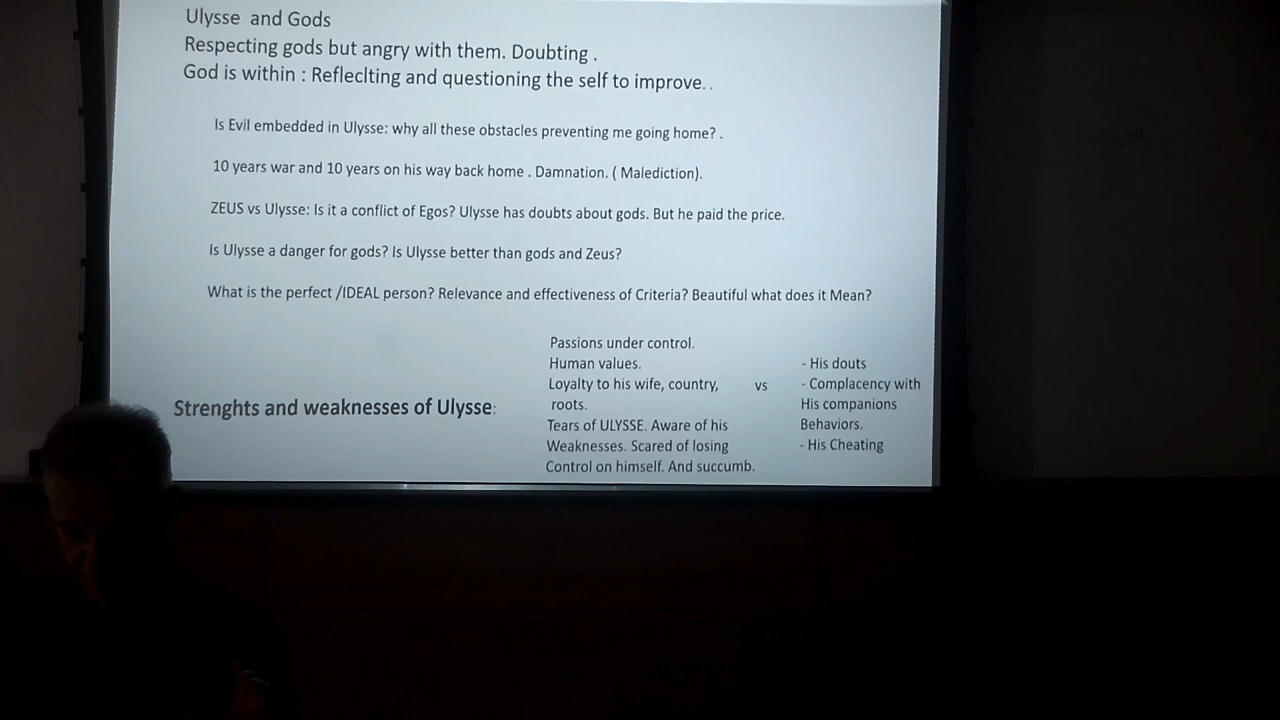 Ulysse and Gods
Respecting gods but angry with them. Doubting .
God is within : Refleclting and questioning the self to improve. .
Is Evil embedded in Ulysse: why all these obstacles preventing me going home? .
10 years war and 10 years on his way back home . Damnation. ( Malediction).
ZEUS vs Ulysse: Is it a conflict of Egos? Ulysse has doubts about gods. But he paid the price.
Is Ulysse a danger for gods? Is Ulysse better than gods and Zeus?
What is the perfect /IDEAL person? Relevance and effectiveness of Criteria? Beautiful what does it Mean?
Strenghts and weaknesses of Ulysse:
Passions under control.
Human values.
Loyalty to his wife, country,
roots.
Tears of ULYSSE. Aware of his
Weaknesses. Scared of losing
Control on himself. And succumb.
vs
- His douts
- Complacency with
His companions
Behaviors.
- His Cheating